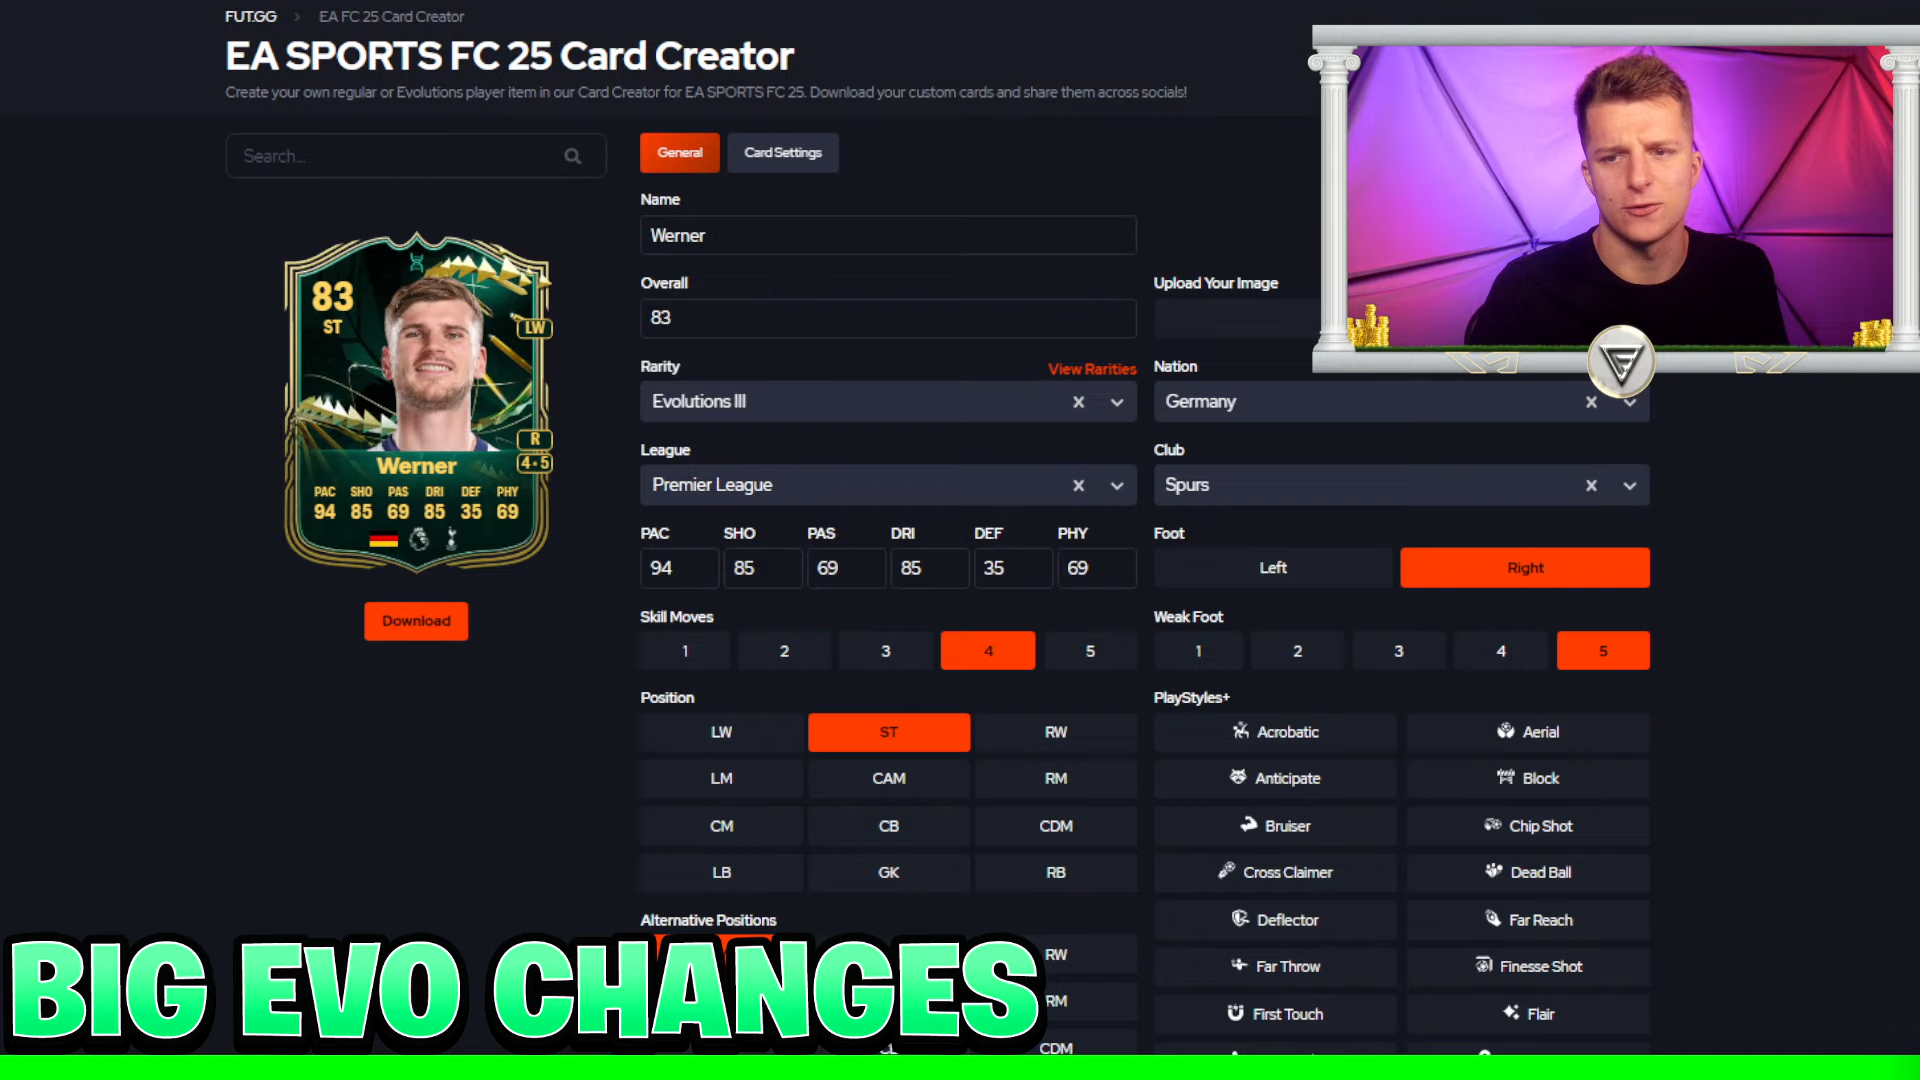 FUT.GG > EA FC 25 Card Creator
EA SPORTS FC 25 Card Creator
Create your own regular or Evolutions player item in our Card Creator for EA SPORTS FC 25. Download your custom cards and share them across socials!
Search...
83
ST
LW
R
4★5
Werner
PAC SHO PAS DRI DEF PHY
94 85 69 85 35 69
Download
General Card Settings
Name
Werner
Overall
83
Upload Your Image
Rarity View Rarities
Evolutions III
Nation
Germany
League
Premier League
Club
Spurs
PAC SHO PAS DRI DEF PHY
94 85 69 85 35 69
Foot
Left Right
Skill Moves
1 2 3 4 5
Weak Foot
1 2 3 4 5
Position
LW ST RW
LM CAM RM
CM CB CDM
LB GK RB
PlayStyles+
Acrobatic Aerial
Anticipate Block
Bruiser Chip Shot
Cross Claimer Dead Ball
Deflector Far Reach
Far Throw Finesse Shot
First Touch Flair
Alternative Positions
RW
RM
CDM
BIG EVO CHANGES